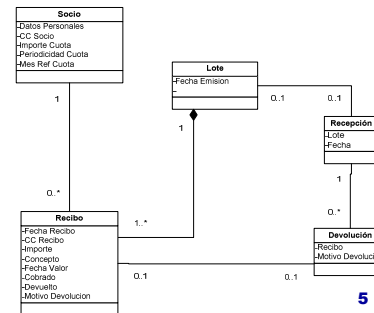 Socio
-Datos Personales
-CC Socio
-Importe Cuota
-Periodicidad Cuota
-Mes Ref Cuota
1
0..*
Lote
-Fecha Emision
-
0..1
0..1
1
1..*
Recepción
-Lote
-Fecha
1
0..*
Recibo
-Fecha Recibo
-CC Recibo
-Importe
-Concepto
-Fecha Valor
-Cobrado
-Devuelto
-Motivo Devolucion
0..1
0..1
Devolución
-Recibo
-Motivo Devoluci
5